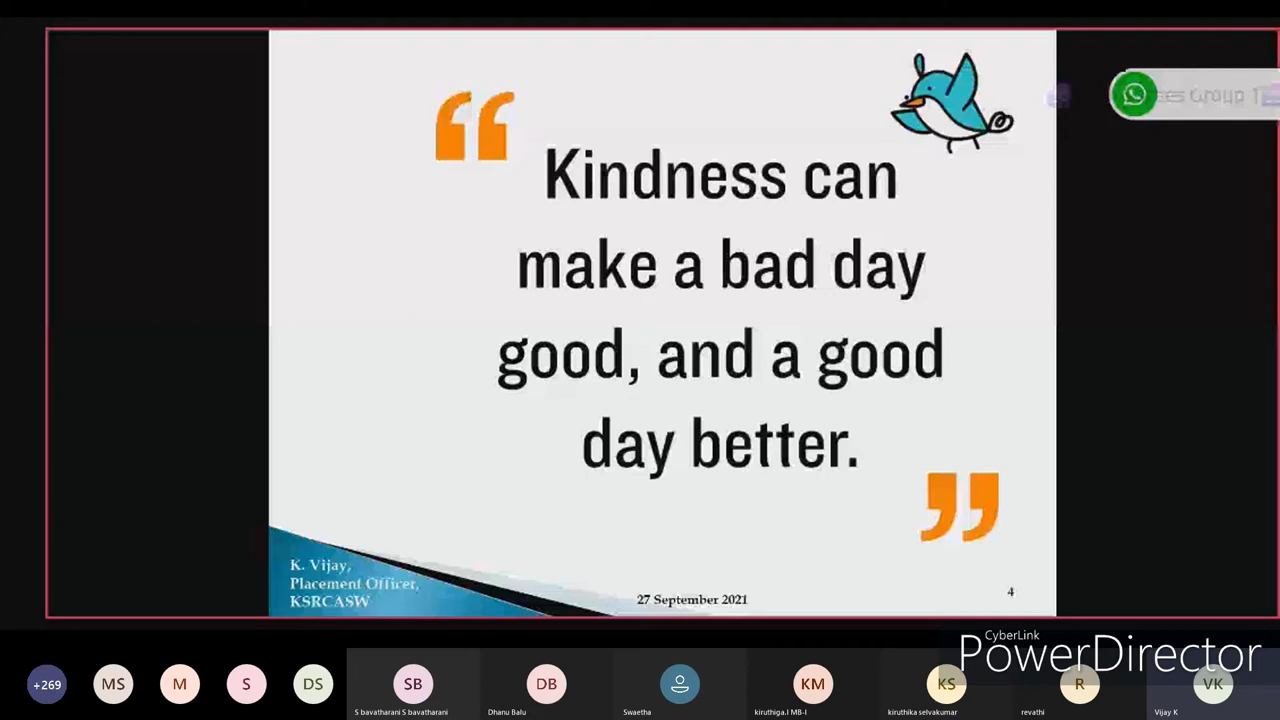 “
Kindness can
make a bad day
good, and a good
day better.
”
Group 1
K. Vijay,
Placement Officer,
KSRCASW
27 September 2021
4
CyberLink
PowerDirector
+269
MS
M
S
DS
SB
DB
KM
KS
R
VK
S bavatharani S bavatharani
Dhanu Balu
Swaetha
kiruthiga.I MB-I
kiruthika selvakumar
revathi
Vijay K